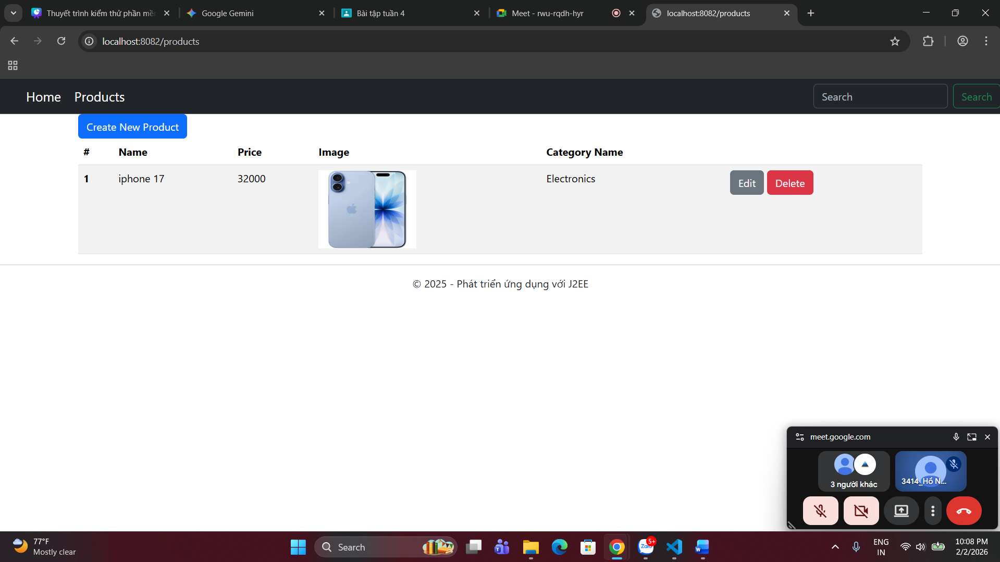 Thuyết trình kiểm thử phần mề
Google Gemini
Bài tập tuần 4
Meet - rwu-rqdh-hyr
localhost:8082/products
localhost:8082/products
Home
Products
Search
Search
Create New Product
# Name Price Image Category Name
1 iphone 17 32000 Electronics Edit Delete
© 2025 - Phát triển ứng dụng với J2EE
meet.google.com
3 người khác
3414_Hồ N...
77°F
Mostly clear
Search
Zalo
5+
ENG
IN
10:08 PM
2/2/2026